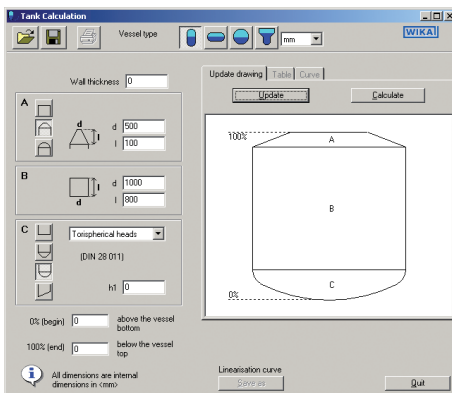 Tank Calculation
Vessel type
mm
WIKA
Wall thickness 0
A
d
l
d 500
l 100
B
l
d
d 1000
l 800
C
Torispherical heads
(DIN 28 011)
h1 0
0% (begin) 0 above the vessel bottom
100% (end) 0 below the vessel top
i
All dimensions are internal
dimensions in <mm>
Update drawing Table Curve
Update Calculate
100%
A
B
C
0%
Linearisation curve
Save as
Quit